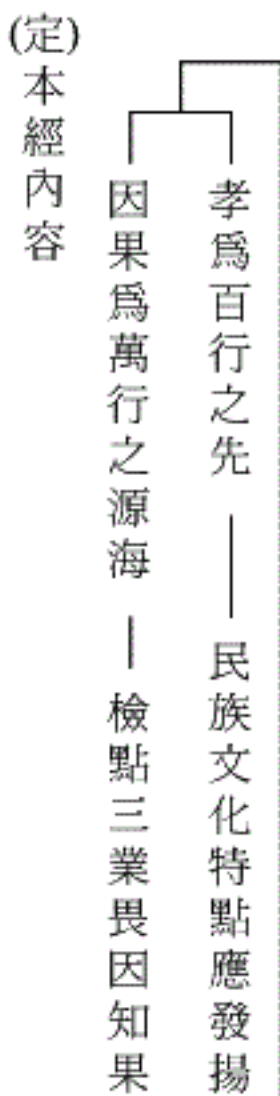 孝爲百行之先 —— 民族文化特點應發揚
因果爲萬行之源海 — 檢點三業畏因知果
(定)本經內容